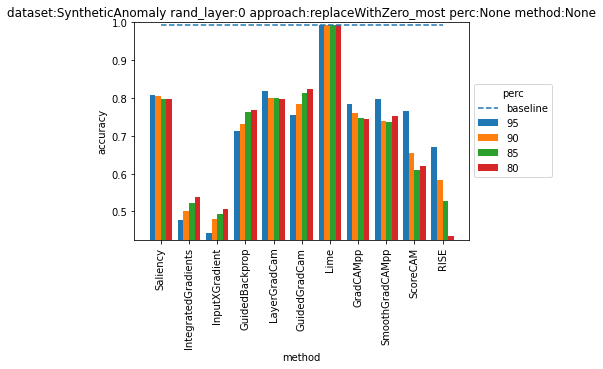 dataset:SyntheticAnomaly rand_layer:0 approach:replaceWithZero_most perc:None method:None
1.0
0.9
0.8
0.7
0.6
0.5
accuracy
perc
baseline
95
90
85
80
Saliency
IntegratedGradients
InputXGradient
GuidedBackprop
LayerGradCam
GuidedGradCam
Lime
GradCAMpp
SmoothGradCAMpp
ScoreCAM
RISE
method